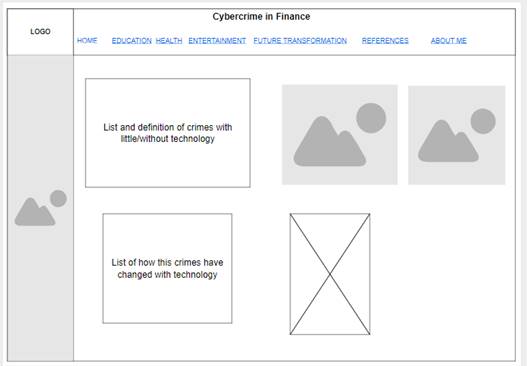 Cybercrime in Finance
LOGO
HOME EDUCATION HEALTH ENTERTAINMENT FUTURE TRANSFORMATION REFERENCES ABOUT ME
List and definition of crimes with
little/without technology
List of how this crimes have
changed with technology